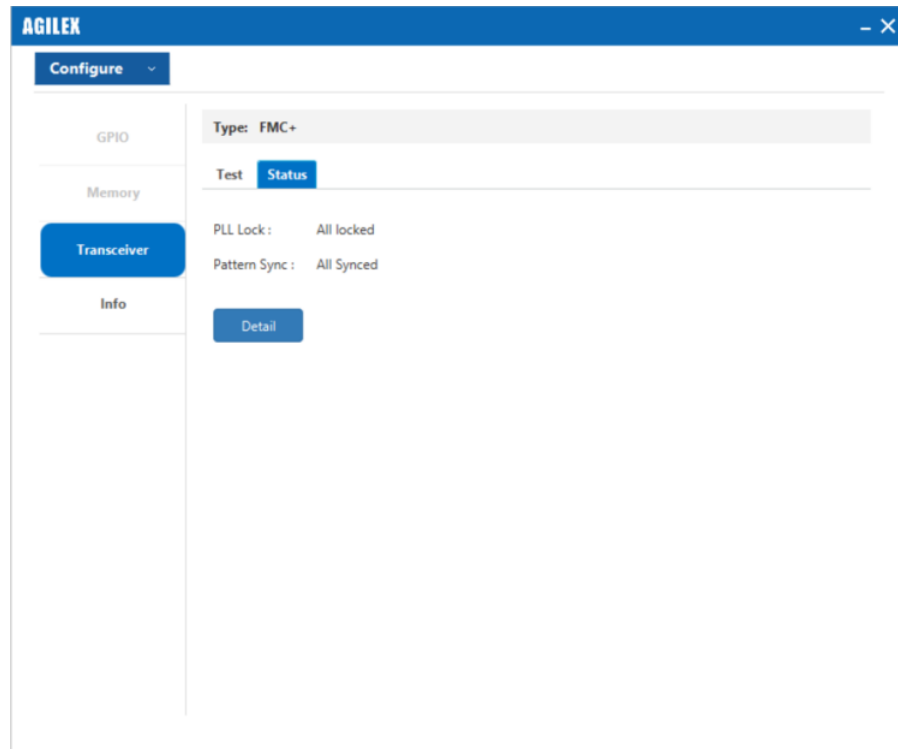 AGILEX
Configure
GPIO
Memory
Transceiver
Info
Type: FMC+
Test Status
PLL Lock : All locked
Pattern Sync : All Synced
Detail